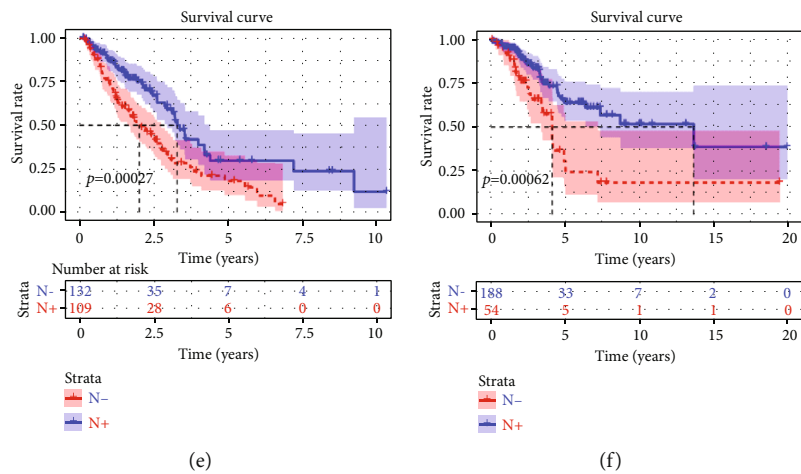 Survival curve
1.00
0.75
0.50
0.25
0.00
Survival rate
p=0.00027
0 2.5 5 7.5 10
Time (years)
Number at risk
Strata
N- 132 35 7 4 1
N+ 109 28 6 0 0
0 2.5 5 7.5 10
Time (years)
Strata
N−
N+
(e)
Survival curve
1.00
0.75
0.50
0.25
0.00
Survival rate
p=0.00062
0 5 10 15 20
Time (years)
Strata
N- 188 33 7 2 0
N+ 54 5 1 1 0
0 5 10 15 20
Time (years)
Strata
N−
N+
(f)